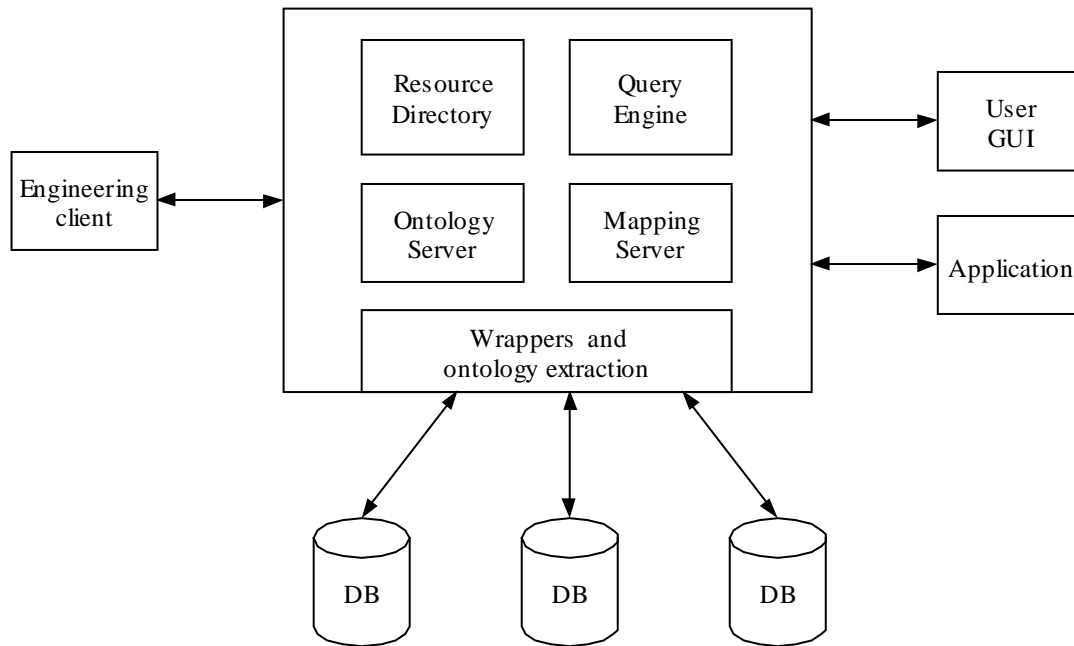 Resource
Directory
Query
Engine
User
GUI
Engineering
client
Ontology
Server
Mapping
Server
Application
Wrappers and
ontology extraction
DB
DB
DB